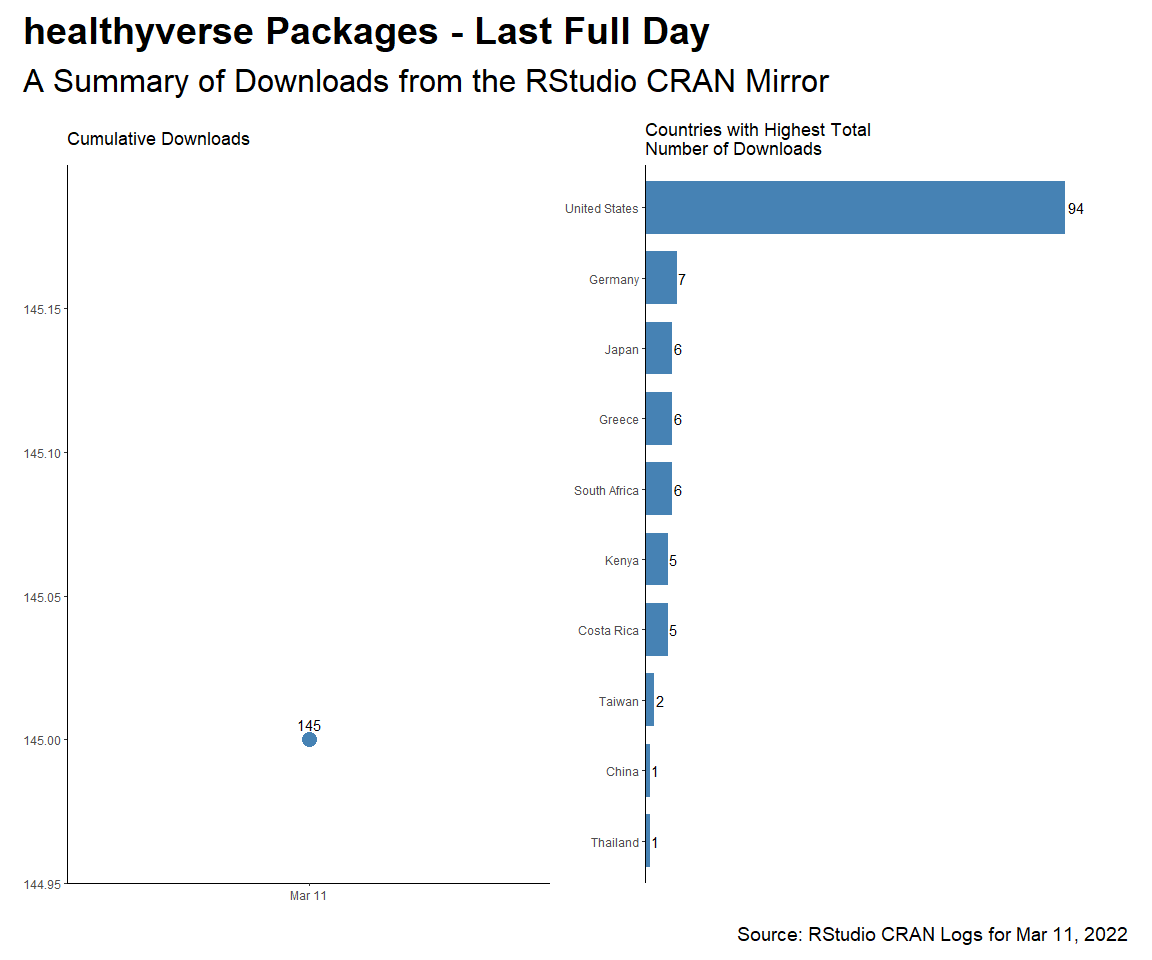 healthyverse Packages - Last Full Day
A Summary of Downloads from the RStudio CRAN Mirror
Cumulative Downloads
145.15
145.10
145.05
145.00
144.95
145
Mar 11
Countries with Highest Total
Number of Downloads
United States 94
Germany 7
Japan 6
Greece 6
South Africa 6
Kenya 5
Costa Rica 5
Taiwan 2
China 1
Thailand 1
Source: RStudio CRAN Logs for Mar 11, 2022